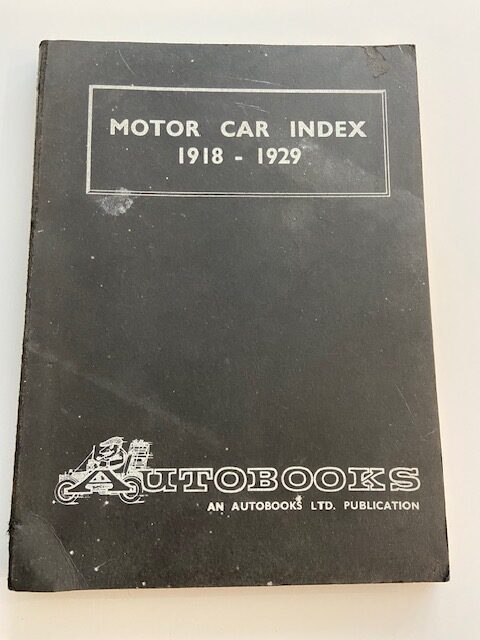 MOTOR CAR INDEX
1918 - 1929
AUTOBOOKS
AN AUTOBOOKS LTD. PUBLICATION